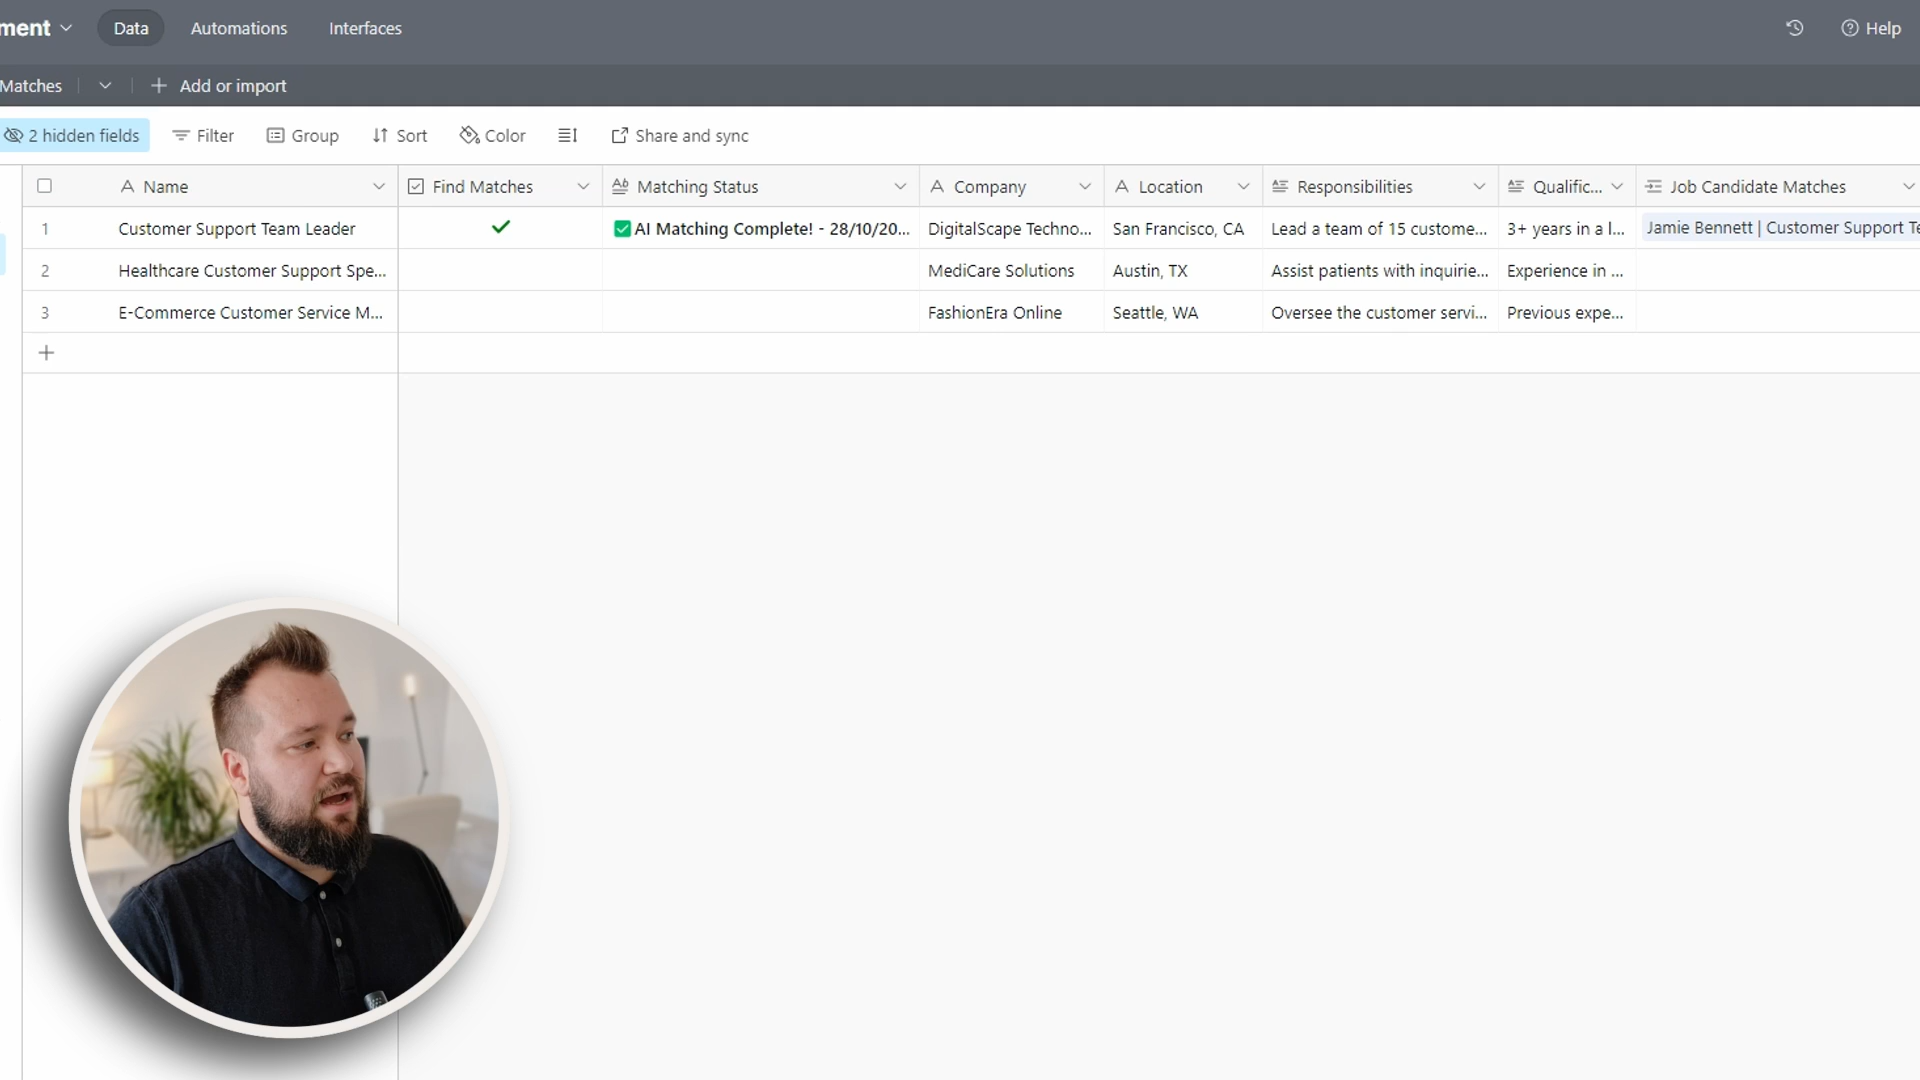 ment Data Automations Interfaces Help
Matches Add or import
2 hidden fields Filter Group Sort Color Share and sync
Name Find Matches Matching Status Company Location Responsibilities Qualific... Job Candidate Matches
1 Customer Support Team Leader AI Matching Complete! - 28/10/20... DigitalScape Techno... San Francisco, CA Lead a team of 15 custome... 3+ years in a l... Jamie Bennett | Customer Support Te
2 Healthcare Customer Support Spe... MediCare Solutions Austin, TX Assist patients with inquirie... Experience in ...
3 E-Commerce Customer Service M... FashionEra Online Seattle, WA Oversee the customer servi... Previous expe...